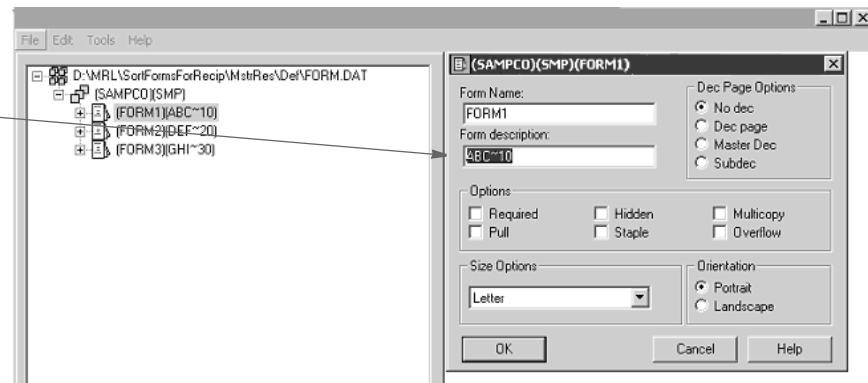 File Edit Tools Help
D:\MRL\SortFormsForRecip\MstrRes\Def\FORM.DAT
(SAMPCO)(SMP)
(FORM1)(ABC~10)
(FORM2)(DEF~20)
(FORM3)(GHI~30)
(SAMPCO)(SMP)(FORM1)
Form Name:
FORM1
Form description:
ABC~10
Dec Page Options
No dec
Dec page
Master Dec
Subdec
Options
Required Hidden Multicopy
Pull Staple Overflow
Size Options
Letter
Orientation
Portrait
Landscape
OK Cancel Help